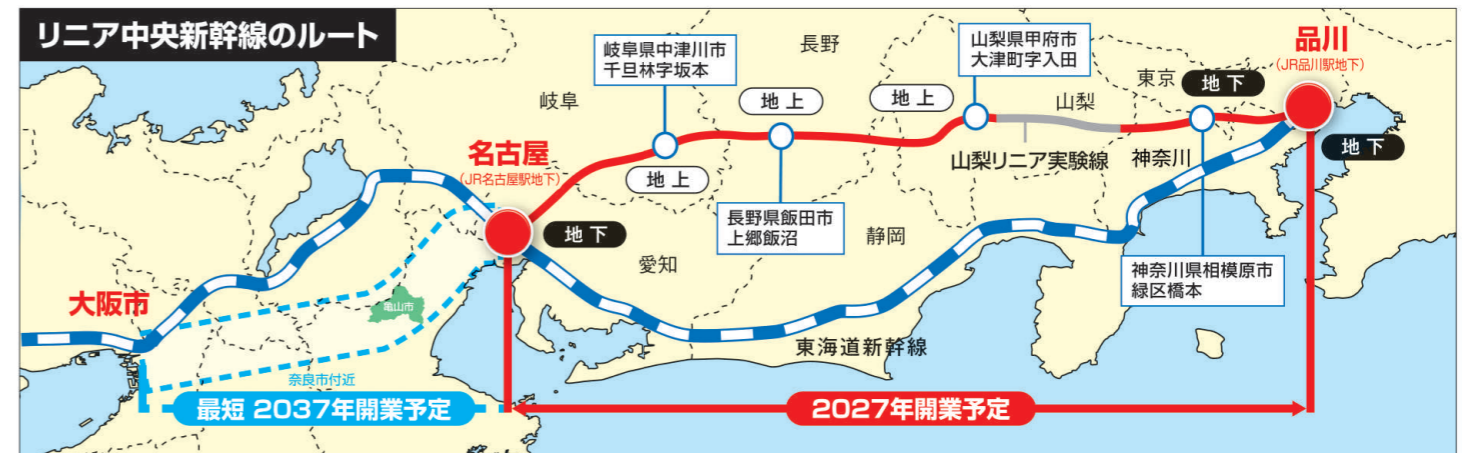 リニア中央新幹線のルート
岐阜県中津川市
千旦林字坂本
長野
山梨県甲府市
大津町字入田
品川
(JR品川駅地下)
東京
地下
岐阜
地上
地上
山梨
名古屋
(JR名古屋駅地下)
地上
山梨リニア実験線
神奈川
地下
長野県飯田市
上郷飯沼
静岡
地下
愛知
神奈川県相模原市
緑区橋本
大阪市
亀山市
東海道新幹線
奈良市付近
最短 2037年開業予定
2027年開業予定